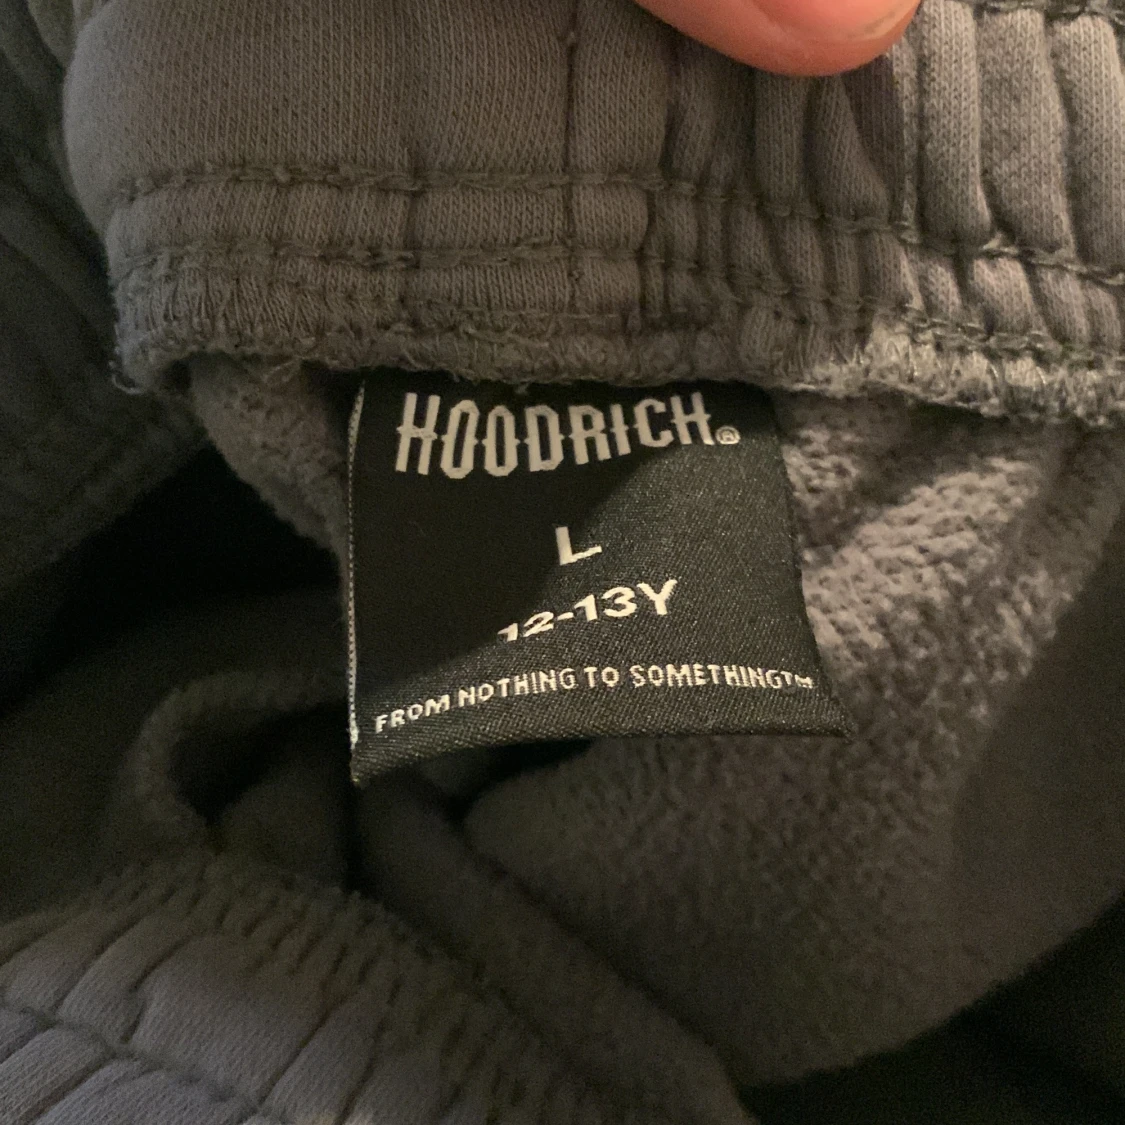 HOODRICH®
L
12-13Y
FROM NOTHING TO SOMETHING™